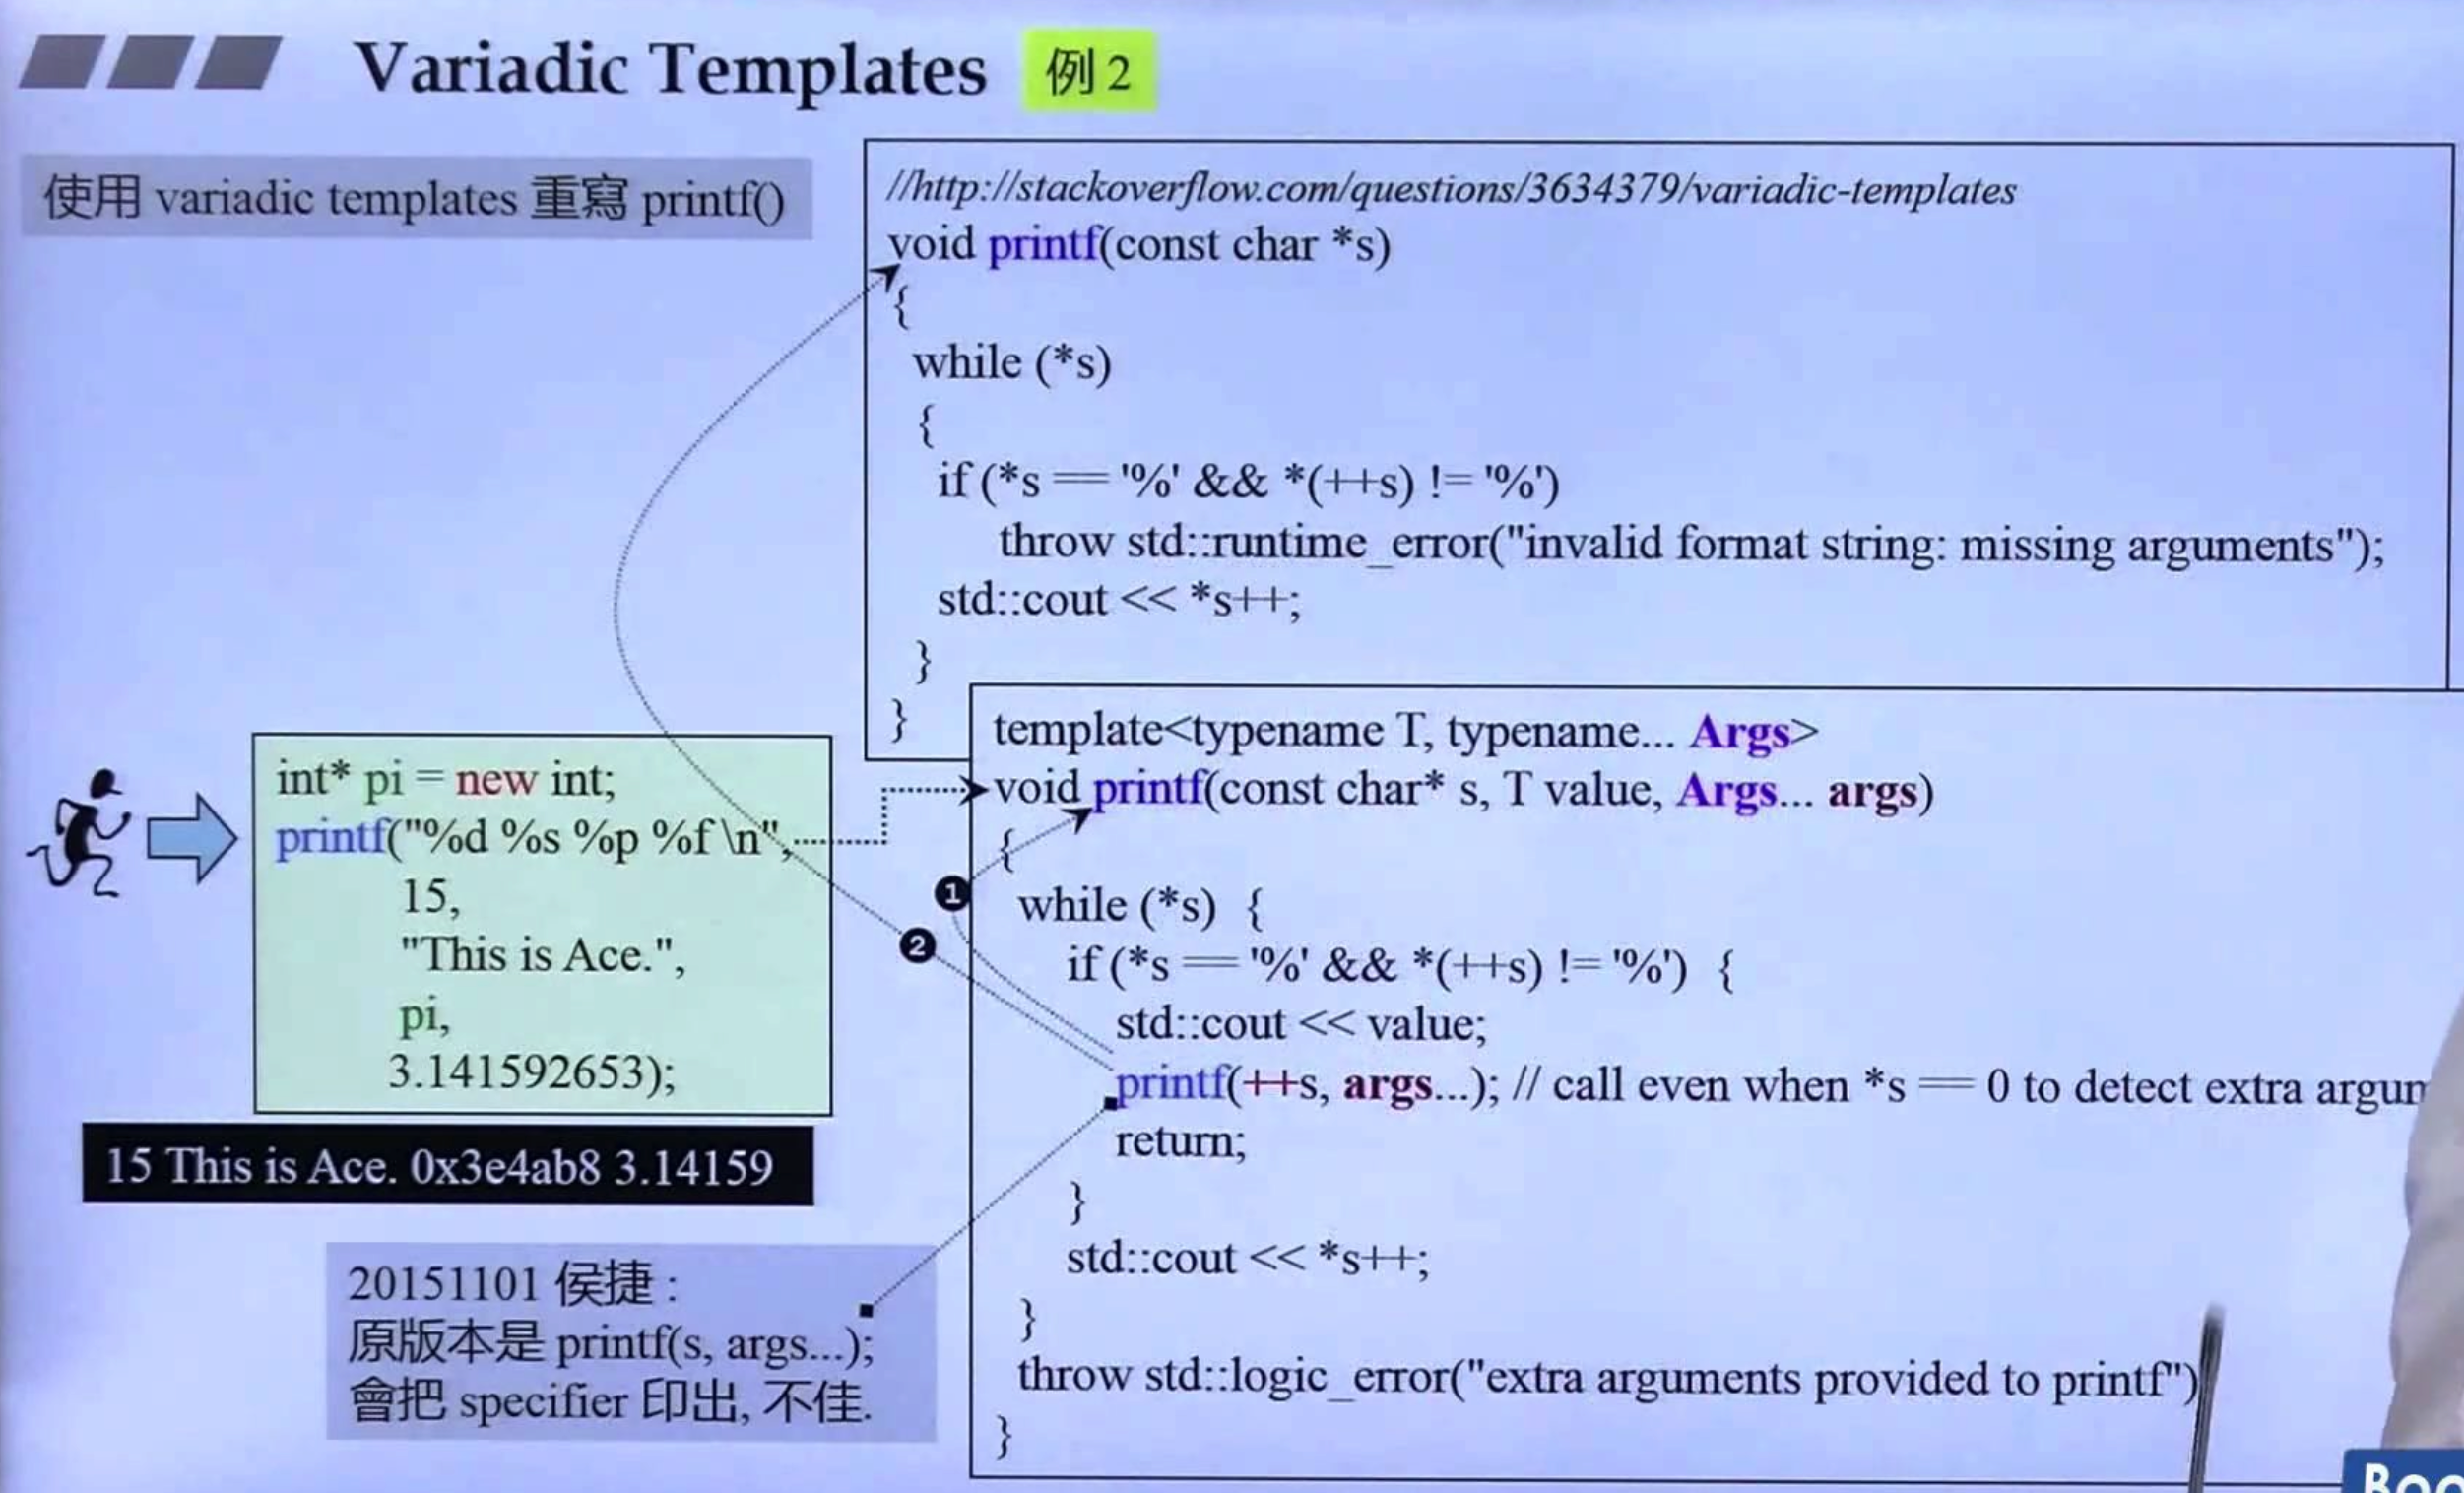 Variadic Templates 例 2
使用 variadic templates 重寫 printf()
//http://stackoverflow.com/questions/3634379/variadic-templates
void printf(const char *s)
{
while (*s)
{
if (*s == '%' && *(++s) != '%')
throw std::runtime_error("invalid format string: missing arguments");
std::cout << *s++;
}
}
int* pi = new int;
printf("%d %s %p %f \n",
15,
"This is Ace.",
pi,
3.141592653);
15 This is Ace. 0x3e4ab8 3.14159
20151101 侯捷 :
原版本是 printf(s, args...);
會把 specifier 印出, 不佳.
❶
❷
template<typename T, typename... Args>
void printf(const char* s, T value, Args... args)
{
while (*s) {
if (*s == '%' && *(++s) != '%') {
std::cout << value;
printf(++s, args...); // call even when *s == 0 to detect extra
return;
}
std::cout << *s++;
}
throw std::logic_error("extra arguments provided to printf")
}